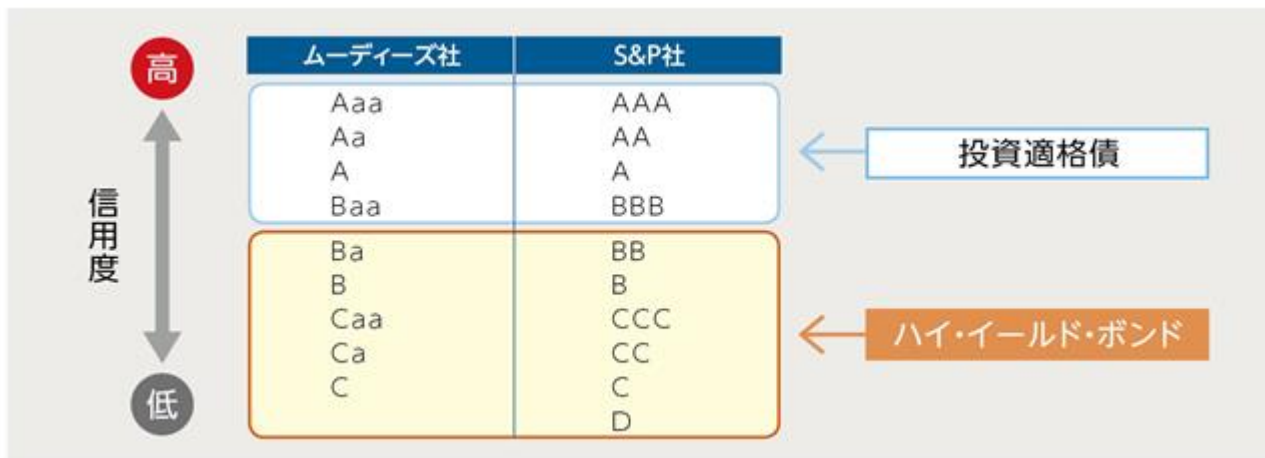 高
信用度
低
ムーディーズ社 S&P社
Aaa AAA
Aa AA
A A
Baa BBB
Ba BB
B B
Caa CCC
Ca CC
C C
D
投資適格債
ハイ・イールド・ボンド